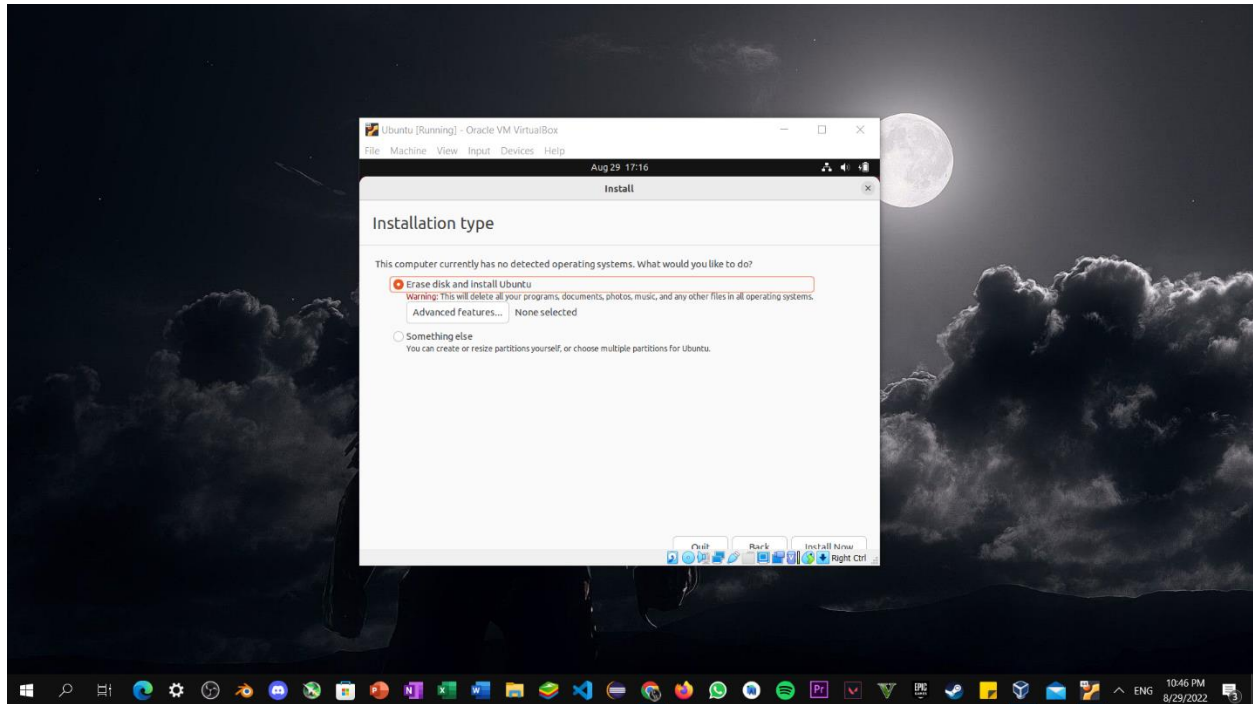 Ubuntu [Running] - Oracle VM VirtualBox
File Machine View Input Devices Help
Aug 29 17:16
Install
Installation type
This computer currently has no detected operating systems. What would you like to do?
Erase disk and install Ubuntu
Warning: This will delete all your programs, documents, photos, music, and any other files in all operating systems.
Advanced features... None selected
Something else
You can create or resize partitions yourself, or choose multiple partitions for Ubuntu.
Quit Back Install Now
Right Ctrl
ENG
10:46 PM
8/29/2022